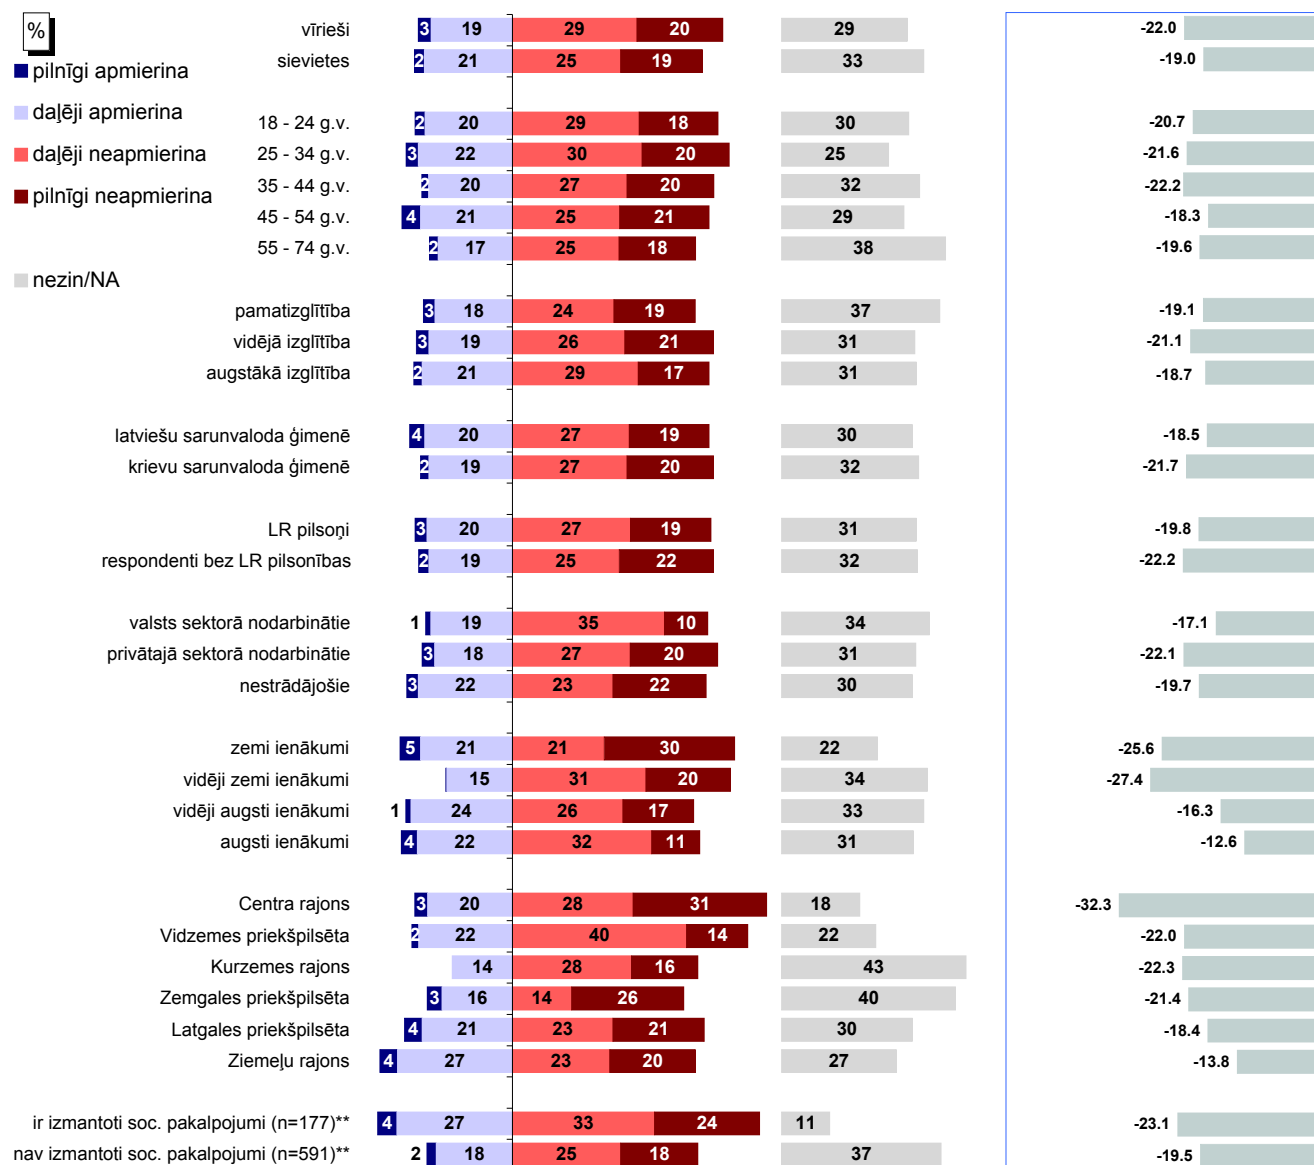 %
pilnīgi apmierina
daļēji apmierina
daļēji neapmierina
pilnīgi neapmierina
nezin/NA
vīrieši 3 19 29 20 29 -22.0
sievietes 2 21 25 19 33 -19.0
18 - 24 g.v. 2 20 29 18 30 -20.7
25 - 34 g.v. 3 22 30 20 25 -21.6
35 - 44 g.v. 2 20 27 20 32 -22.2
45 - 54 g.v. 4 21 25 21 29 -18.3
55 - 74 g.v. 2 17 25 18 38 -19.6
pamatizglītība 3 18 24 19 37 -19.1
vidējā izglītība 3 19 26 21 31 -21.1
augstākā izglītība 2 21 29 17 31 -18.7
latviešu sarunvaloda ģimenē 4 20 27 19 30 -18.5
krievu sarunvaloda ģimenē 2 19 27 20 32 -21.7
LR pilsoņi 3 20 27 19 31 -19.8
respondenti bez LR pilsonības 2 19 25 22 32 -22.2
valsts sektorā nodarbinātie 1 19 35 10 34 -17.1
privātajā sektorā nodarbinātie 3 18 27 20 31 -22.1
nestrādājošie 3 22 23 22 30 -19.7
zemi ienākumi 5 21 21 30 22 -25.6
vidēji zemi ienākumi 15 31 20 34 -27.4
vidēji augsti ienākumi 1 24 26 17 33 -16.3
augsti ienākumi 4 22 32 11 31 -12.6
Centra rajons 3 20 28 31 18 -32.3
Vidzemes priekšpilsēta 2 22 40 14 22 -22.0
Kurzemes rajons 14 28 16 43 -22.3
Zemgales priekšpilsēta 3 16 14 26 40 -21.4
Latgales priekšpilsēta 4 21 23 21 30 -18.4
Ziemeļu rajons 4 27 23 20 27 -13.8
ir izmantoti soc. pakalpojumi (n=177)** 4 27 33 24 11 -23.1
nav izmantoti soc. pakalpojumi (n=591)** 2 18 25 18 37 -19.5